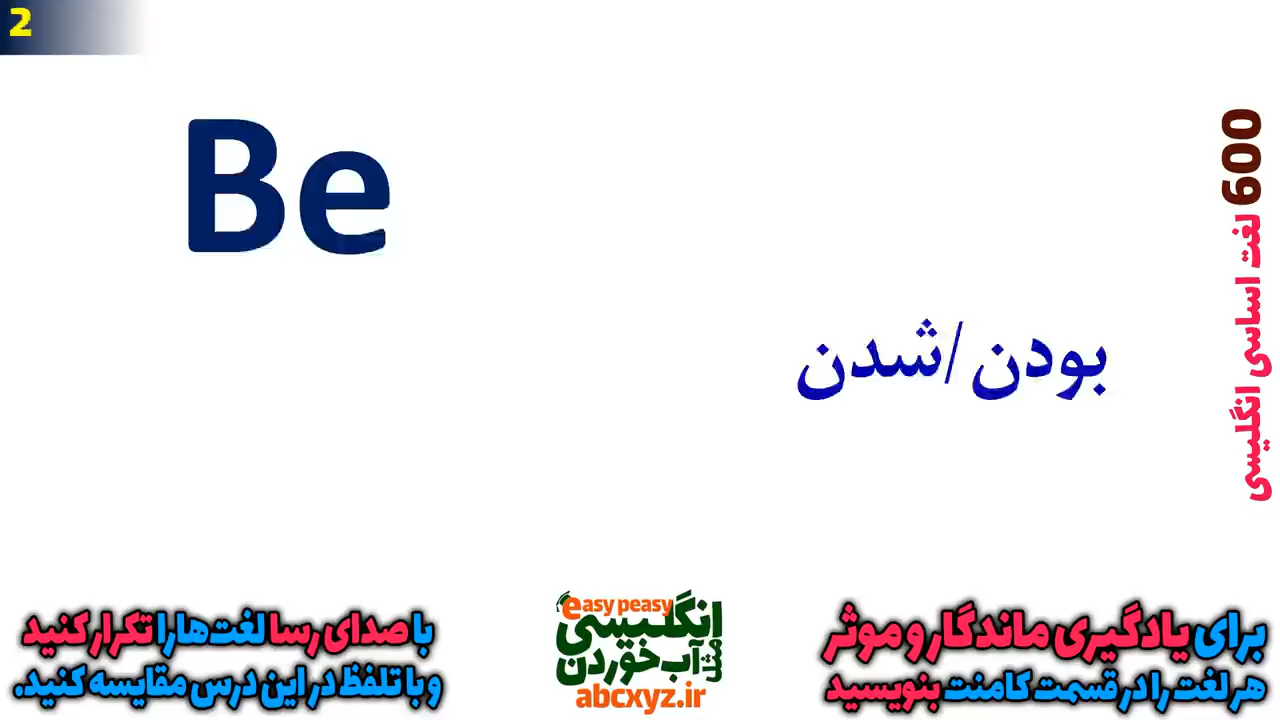 2
Be
بودن/شدن
600 لغت اساسی انگلیسی
برای یادگیری ماندگار و موثر
هر لغت را در قسمت کامنت بنویسید
easy peasy
انگلیسی
مثل آب خوردن
abcxyz.ir
با صدای رسا لغت‌ها را تکرار کنید
و با تلفظ در این درس مقایسه کنید.